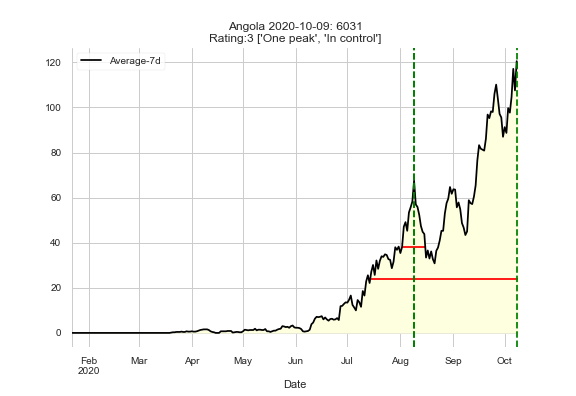 Angola 2020-10-09: 6031
Rating:3 ['One peak', 'In control']
Average-7d
120
100
80
60
40
20
0
Feb Mar Apr May Jun Jul Aug Sep Oct
2020
Date